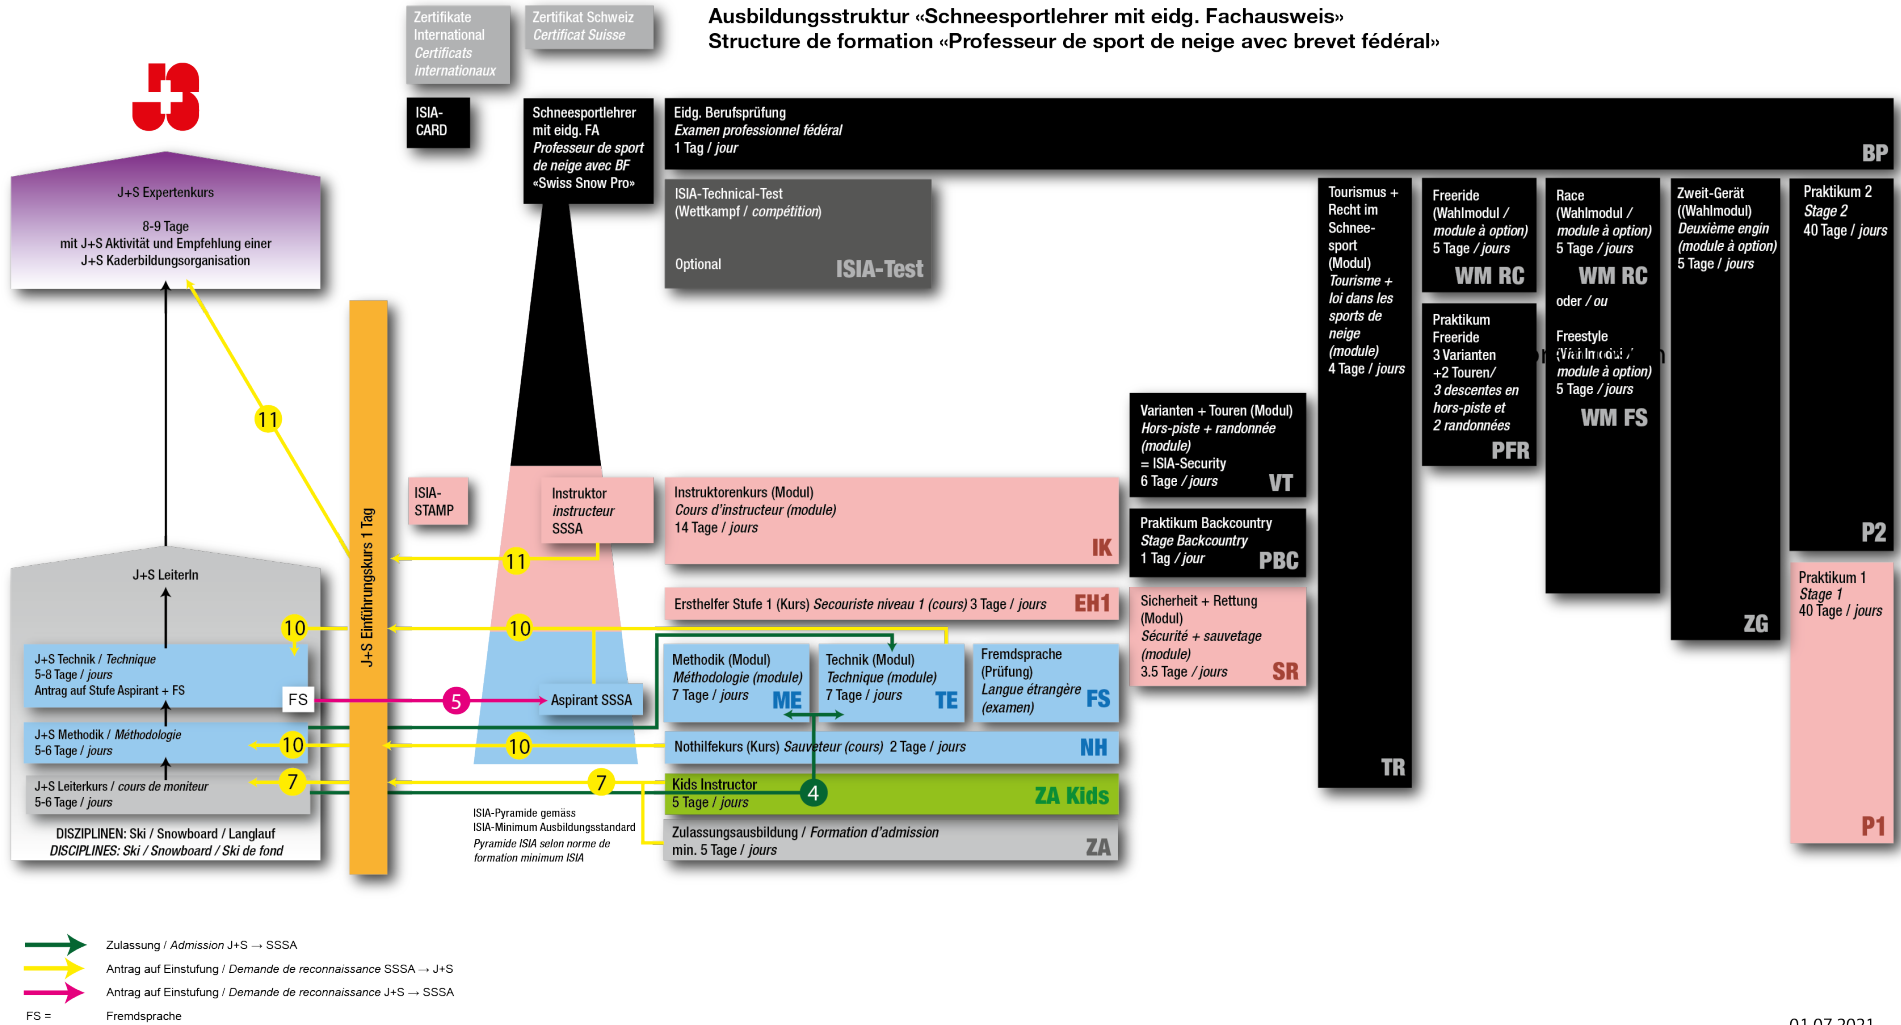 Zertifikate
International
Certificats
internationaux
Zertifikat Schweiz
Certificat Suisse
Ausbildungsstruktur «Schneesportlehrer mit eidg. Fachausweis»
Structure de formation «Professeur de sport de neige avec brevet fédéral»
J+S Expertenkurs
8-9 Tage
mit J+S Aktivität und Empfehlung einer
J+S Kaderbildungsorganisation
ISIA-
CARD
Schneesportlehrer
mit eidg. FA
Professeur de sport
de neige avec BF
«Swiss Snow Pro»
Eidg. Berufsprüfung
Examen professionnel fédéral
1 Tag / jour
BP
ISIA-Technical-Test
(Wettkampf / compétition)
Optional
ISIA-Test
Tourismus +
Recht im
Schnee-
sport
(Modul)
Tourisme +
loi dans les
sports de
neige
(module)
4 Tage / jours
TR
Freeride
(Wahlmodul /
module à option)
5 Tage / jours
WM RC
Praktikum
Freeride
3 Varianten
+2 Touren/
3 descentes en
hors-piste et
2 randonnées
PFR
Race
(Wahlmodul /
module à option)
5 Tage / jours
WM RC
oder / ou
Freestyle
module à option)
5 Tage / jours
WM FS
Zweit-Gerät
((Wahlmodul)
Deuxième engin
(module à option)
5 Tage / jours
ZG
Praktikum 2
Stage 2
40 Tage / jours
P2
Praktikum 1
Stage 1
40 Tage / jours
P1
Varianten + Touren (Modul)
Hors-piste + randonnée
(module)
= ISIA-Security
6 Tage / jours
VT
Praktikum Backcountry
Stage Backcountry
1 Tag / jour
PBC
Sicherheit + Rettung
(Modul)
Sécurité + sauvetage
(module)
3.5 Tage / jours
SR
11
J+S Einführungskurs 1 Tag
ISIA-
STAMP
Instruktor
instructeur
SSSA
11
Instruktorenkurs (Modul)
Cours d'instructeur (module)
14 Tage / jours
IK
Ersthelfer Stufe 1 (Kurs) Secouriste niveau 1 (cours) 3 Tage / jours
EH1
J+S LeiterIn
10
10
J+S Technik / Technique
5-8 Tage / jours
Antrag auf Stufe Aspirant + FS
FS
5
Aspirant SSSA
Methodik (Modul)
Méthodologie (module)
7 Tage / jours
ME
Technik (Modul)
Technique (module)
7 Tage / jours
TE
Fremdsprache
(Prüfung)
Langue étrangère
(examen)
FS
J+S Methodik / Méthodologie
5-6 Tage / jours
10
10
Nothilfekurs (Kurs) Sauveteur (cours) 2 Tage / jours
NH
J+S Leiterkurs / cours de moniteur
5-6 Tage / jours
7
7
Kids Instructor
5 Tage / jours
4
ZA Kids
Zulassungsausbildung / Formation d'admission
min. 5 Tage / jours
ZA
DISZIPLINEN: Ski / Snowboard / Langlauf
DISCIPLINES: Ski / Snowboard / Ski de fond
ISIA-Pyramide gemäss
ISIA-Minimum Ausbildungsstandard
Pyramide ISIA selon norme de
formation minimum ISIA
Zulassung / Admission J+S → SSSA
Antrag auf Einstufung / Demande de reconnaissance SSSA → J+S
Antrag auf Einstufung / Demande de reconnaissance J+S → SSSA
FS = Fremdsprache
01.07.2021